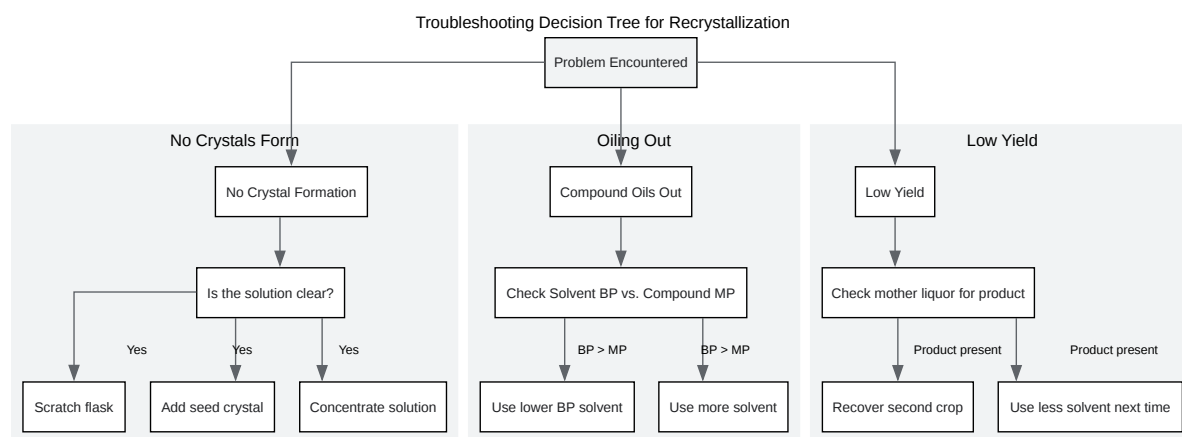 Troubleshooting Decision Tree for Recrystallization
Problem Encountered
No Crystals Form
Oiling Out
Low Yield
No Crystal Formation
Compound Oils Out
Low Yield
Is the solution clear?
Check Solvent BP vs. Compound MP
Check mother liquor for product
Yes
Yes
Yes
BP > MP
BP > MP
Product present
Product present
Scratch flask
Add seed crystal
Concentrate solution
Use lower BP solvent
Use more solvent
Recover second crop
Use less solvent next time